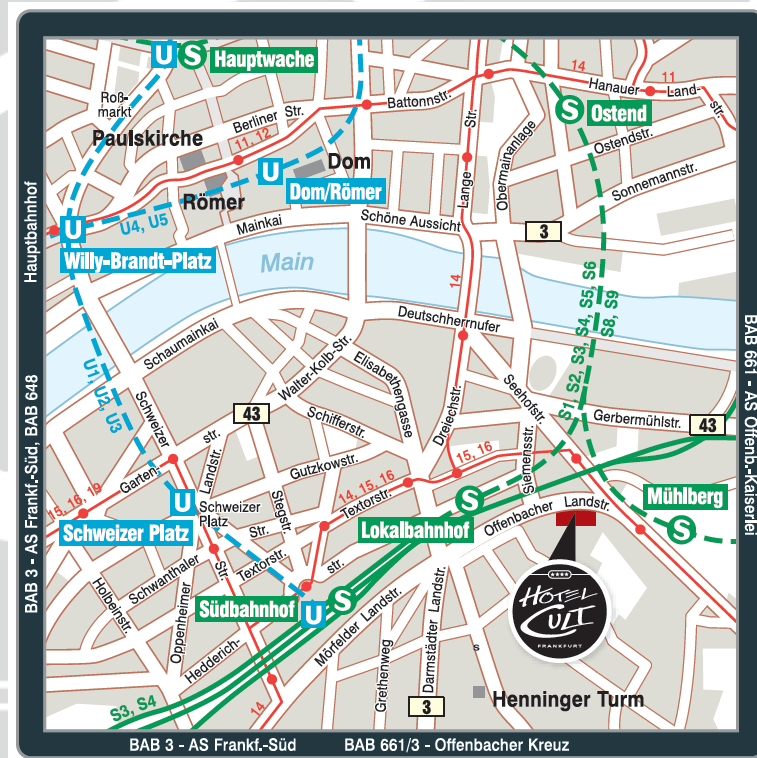 U S Hauptwache
14
11
Hanauer Land-
str.
Roß-
markt
Berliner Str.
Battonnstr.
S Ostend
Paulskirche
11, 12
Lange Str.
Obermainanlage
Ostendstr.
Dom
U
Dom/Römer
Römer
Sonnemannstr.
U4, U5
Mainkai
Schöne Aussicht
3
U
Willy-Brandt-Platz
Main
14
S1, S2, S3, S4, S5, S6
S8, S9
Deutschherrnufer
Schaumainkai
U1, U2, U3
Walter-Kolb-Str.
Elisabethengasse
Seehofstr.
Schweizer
str.
43
Schifferstr.
Dreieichstr.
Gerbermühlstr.
43
Siemensstr.
Garten-
Landstr.
Gutzkowstr.
15, 16
15, 16, 19
14, 15, 16
Textorstr.
Stegstr.
U
Schweizer
Platz
Schweizer Platz
S
Lokalbahnhof
Offenbacher Landstr.
Mühlberg
S
Str.
Textorstr.
str.
Schwanthaler
Str.
Holbeinstr.
Oppenheimer
Südbahnhof
U S
Hedderich-
Mörfelder Landstr.
HOTEL
CULT
FRANKFURT
Grethenweg
Darmstädter Landstr.
s
S3, S4
14
3
Henninger Turm
Hauptbahnhof
BAB 3 - AS Frankf.-Süd, BAB 648
BAB 661 - AS Offenb.-Kaiserlei
BAB 3 - AS Frankf.-Süd
BAB 661/3 - Offenbacher Kreuz